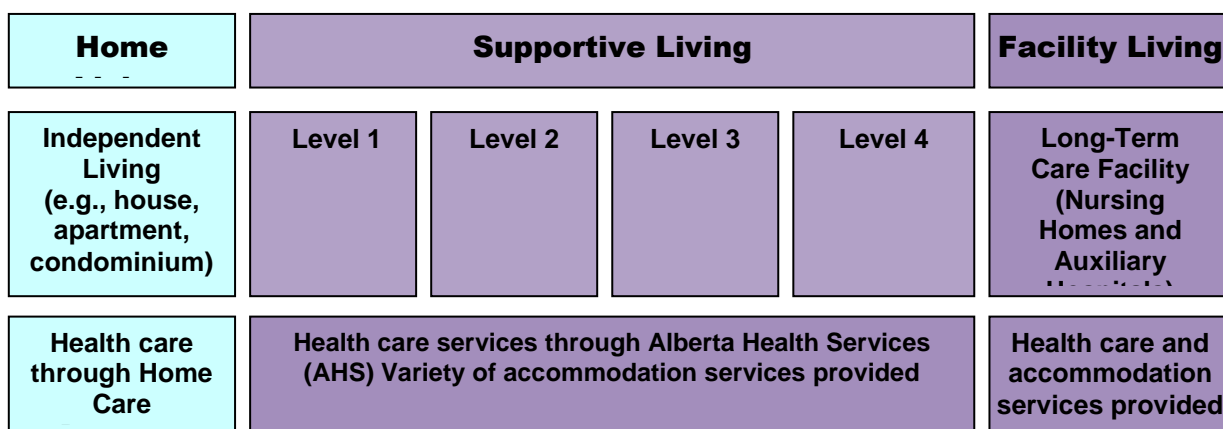 Home
Supportive Living
Facility Living
Independent
Living
(e.g., house,
apartment,
condominium)
Level 1
Level 2
Level 3
Level 4
Long-Term
Care Facility
(Nursing
Homes and
Auxiliary
Health care
through Home
Care
Health care services through Alberta Health Services
(AHS) Variety of accommodation services provided
Health care and
accommodation
services provided